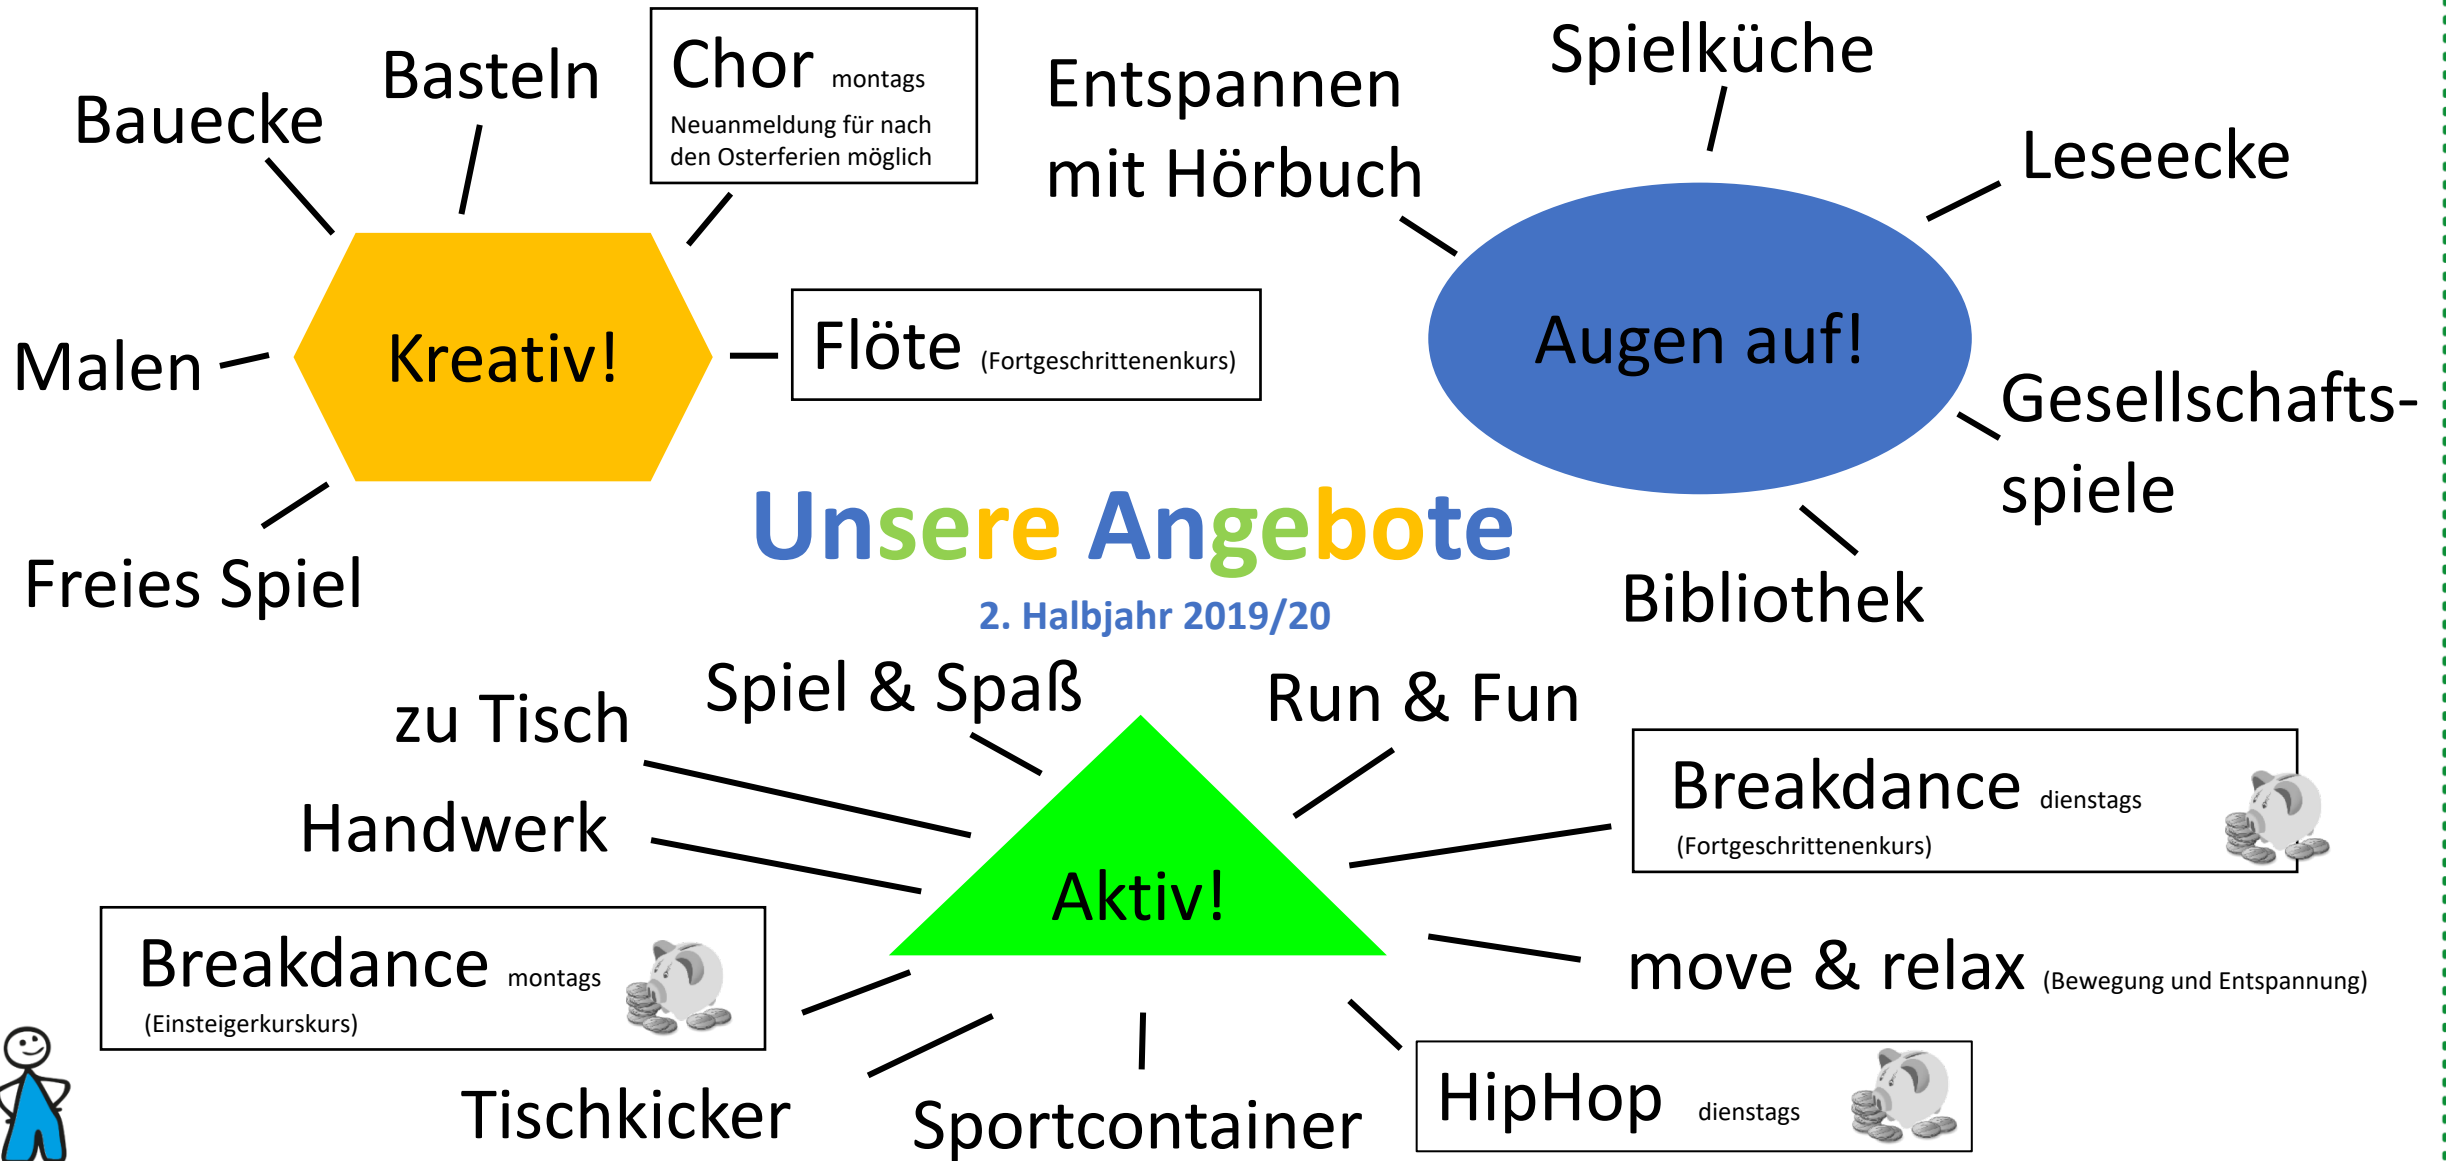 Basteln
Bauecke
Chor montags
Neuanmeldung für nach
den Osterferien möglich
Malen
Kreativ!
Flöte (Fortgeschrittenenkurs)
Freies Spiel
Entspannen
mit Hörbuch
Spielküche
Leseecke
Augen auf!
Gesellschafts-
spiele
Bibliothek
Unsere Angebote
2. Halbjahr 2019/20
zu Tisch
Spiel & Spaß
Run & Fun
Handwerk
Breakdance dienstags
(Fortgeschrittenenkurs)
Aktiv!
Breakdance montags
(Einsteigerkurskurs)
move & relax (Bewegung und Entspannung)
Tischkicker
Sportcontainer
HipHop dienstags